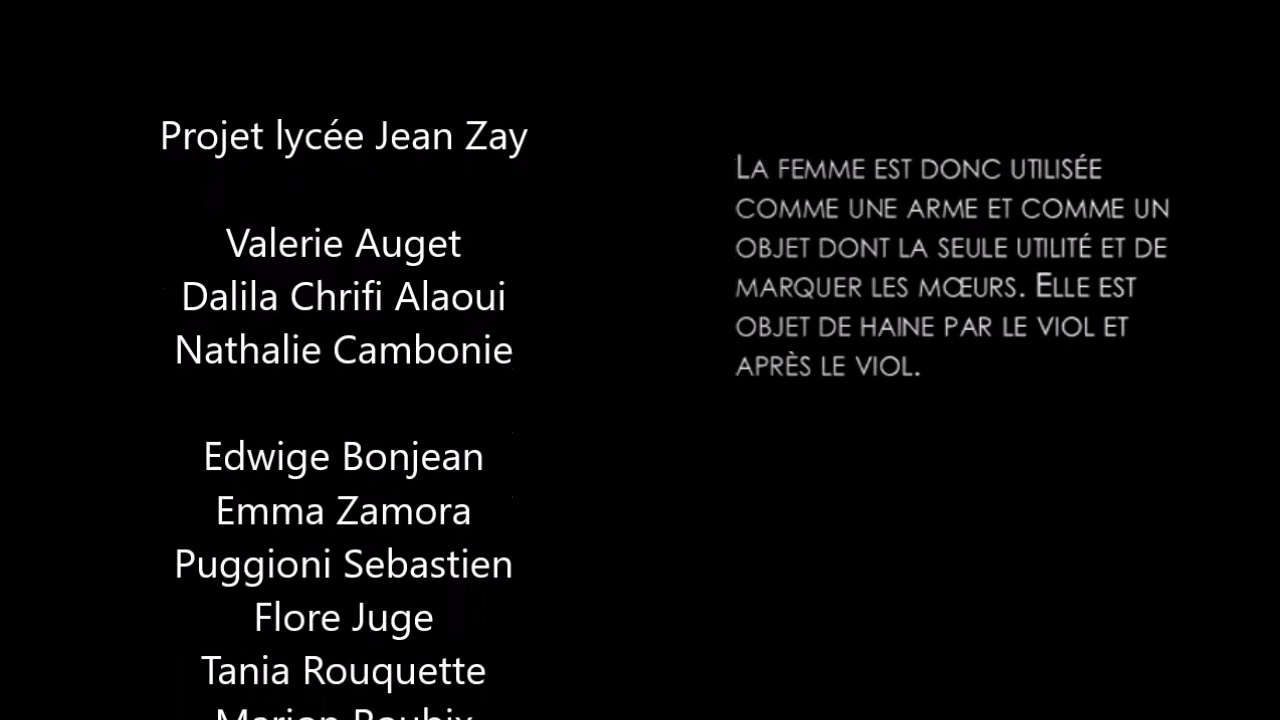 Projet lycée Jean Zay
Valerie Auget
Dalila Chrifi Alaoui
Nathalie Cambonie
Edwige Bonjean
Emma Zamora
Puggioni Sebastien
Flore Juge
Tania Rouquette
LA FEMME EST DONC UTILISÉE
COMME UNE ARME ET COMME UN
OBJET DONT LA SEULE UTILITÉ ET DE
MARQUER LES MŒURS. ELLE EST
OBJET DE HAINE PAR LE VIOL ET
APRÈS LE VIOL.